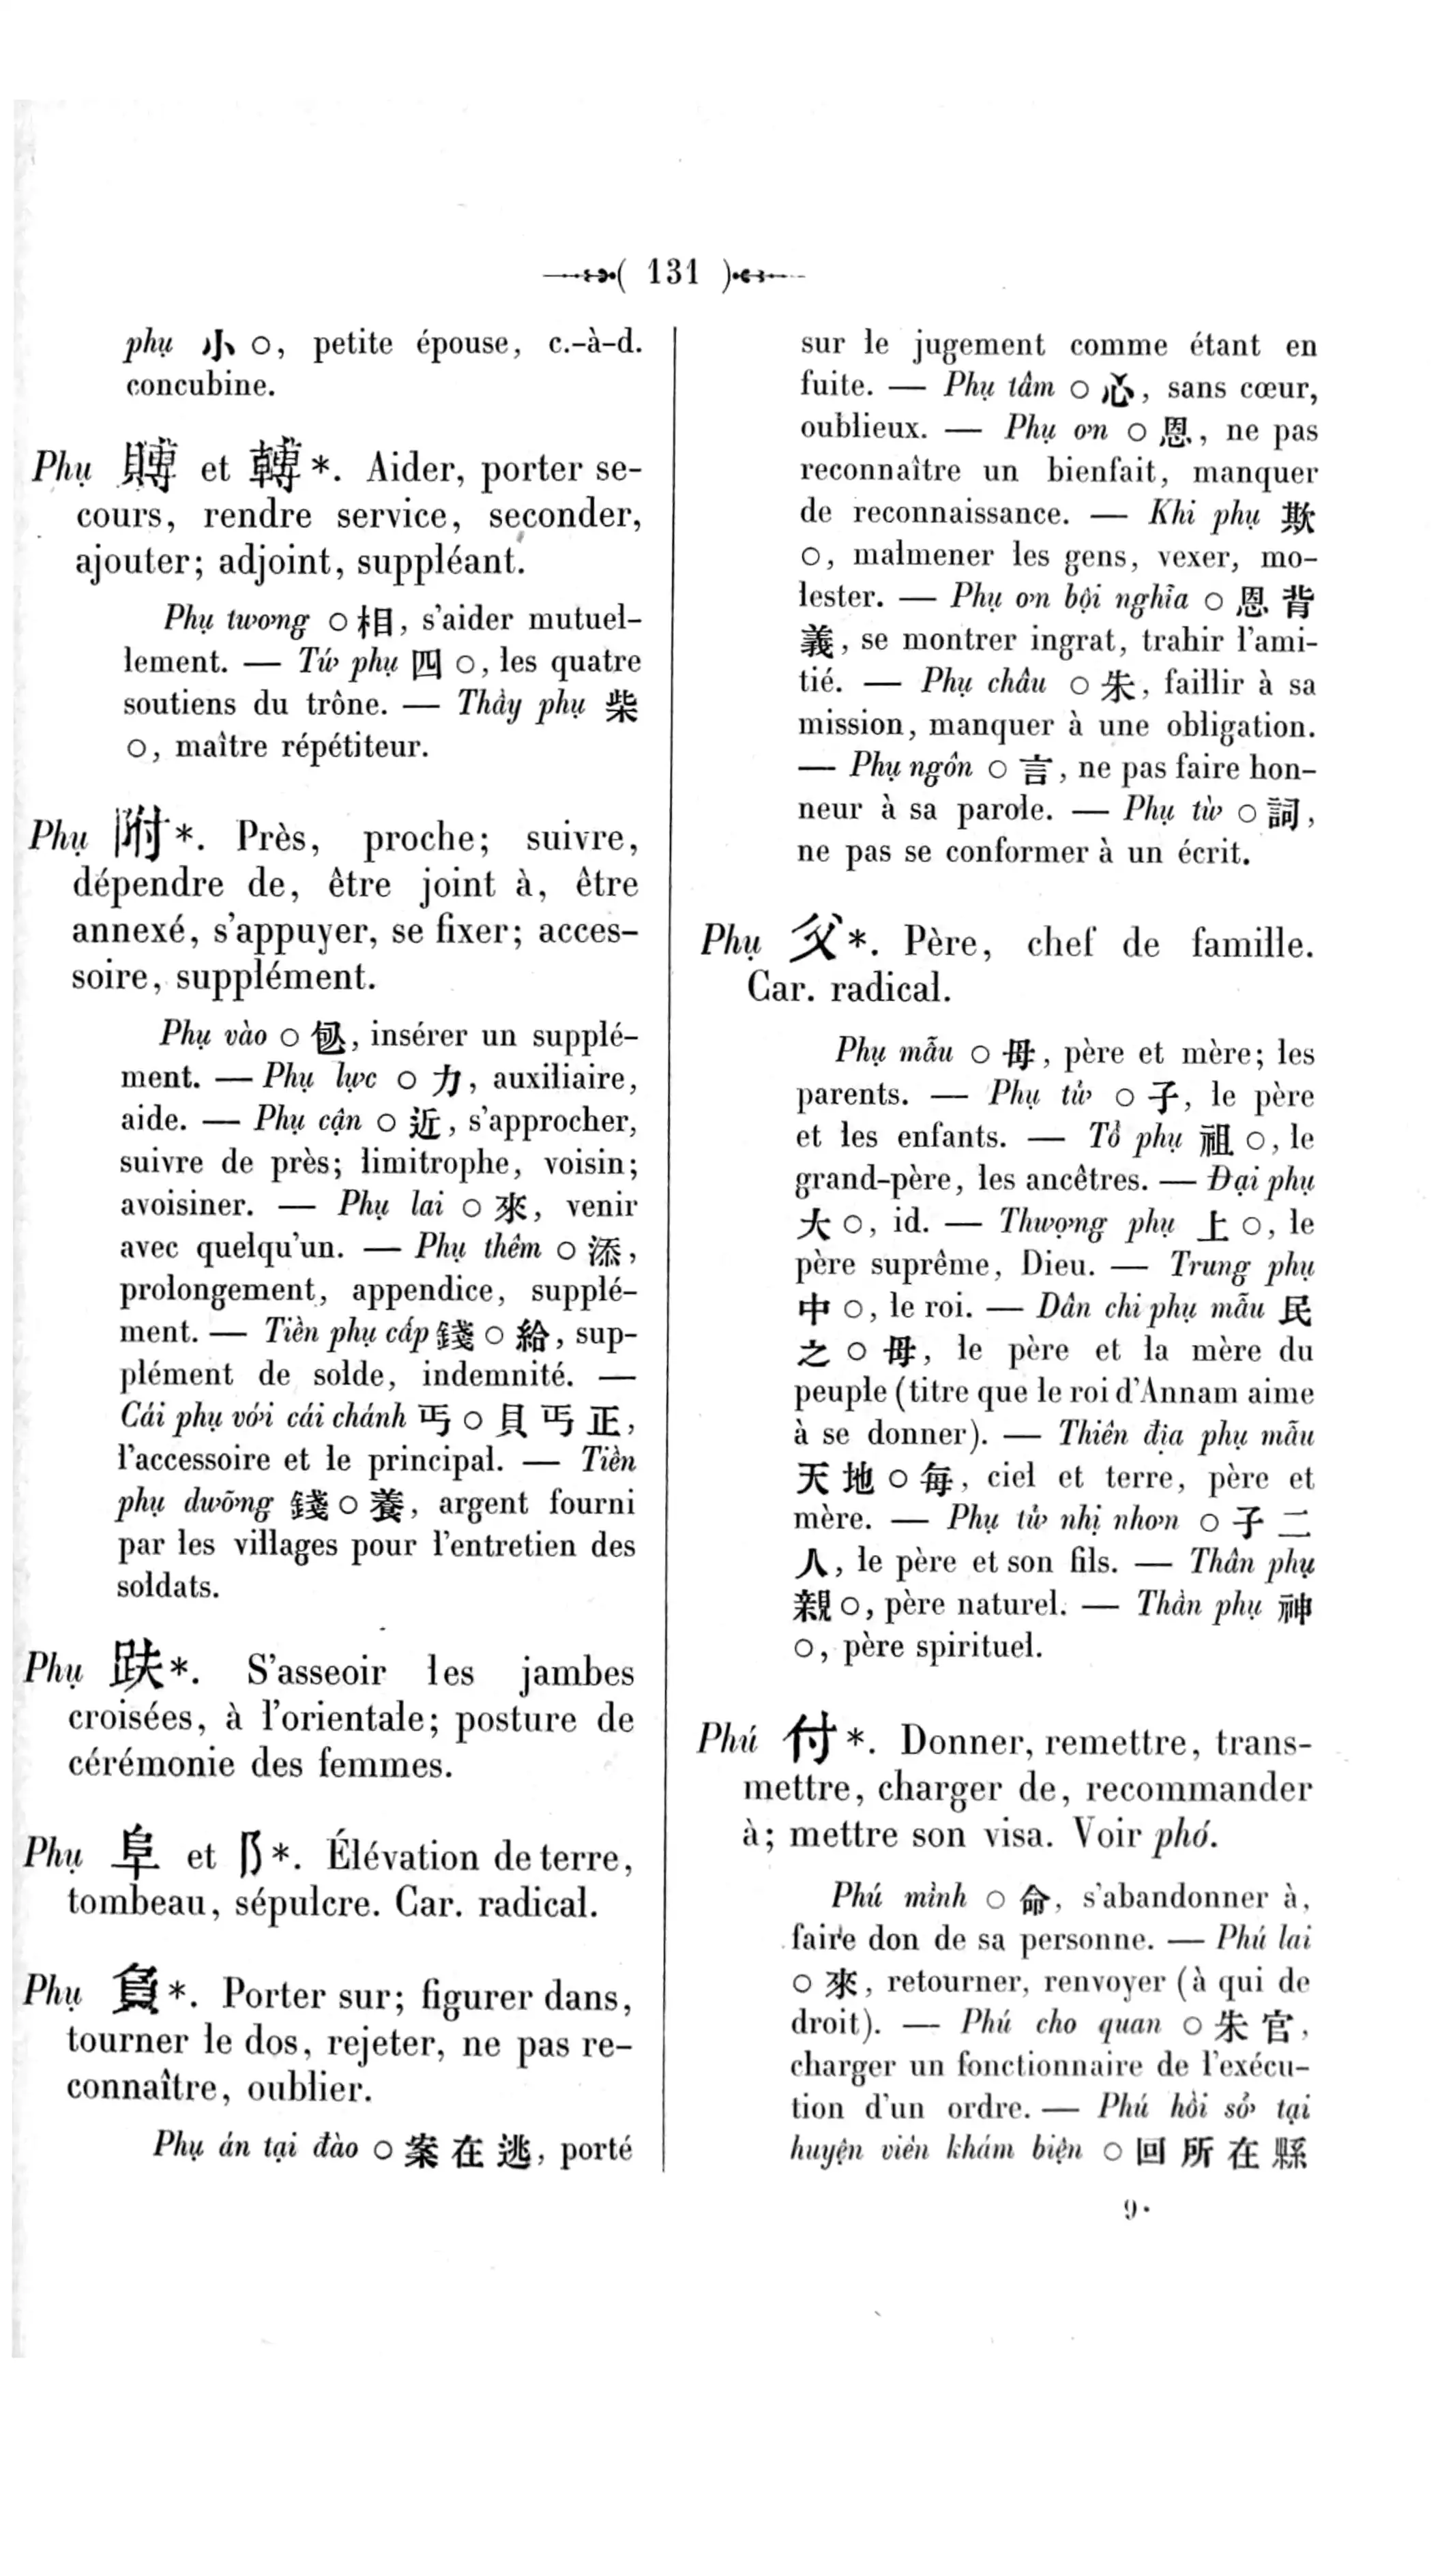 ( 131 )
phụ 小 ○, petite épouse, c.-à-d.
concubine.
Phụ 賻 et 轉*. Aider, porter se-
cours, rendre service, seconder,
ajouter; adjoint, suppléant.
Phụ tương ○ 相, s'aider mutuel-
lement. — Tứ phụ 四 ○, les quatre
soutiens du trône. — Thầy phụ 柴
○, maître répétiteur.
Phụ 附*. Près, proche; suivre,
dépendre de, être joint à, être
annexé, s'appuyer, se fixer; acces-
soire, supplément.
Phụ vào ○, insérer un supplé-
ment. — Phụ lực ○ 力, auxiliaire,
aide. — Phụ cận ○ 近, s'approcher,
suivre de près; limitrophe, voisin;
avoisiner. — Phụ lai ○ 來, venir
avec quelqu'un. — Phụ thêm ○ 添,
prolongement, appendice, supplé-
ment. — Tiền phụ cấp 錢 ○ 給, sup-
plément de solde, indemnité. —
Cái phụ với cái chánh 丐 ○ 貝 丐 正,
l'accessoire et le principal. — Tiền
phụ dưỡng 錢 ○ 養, argent fourni
par les villages pour l'entretien des
soldats.
Phụ 趺*. S'asseoir les jambes
croisées, à l'orientale; posture de
cérémonie des femmes.
Phụ 阜 et 阝*. Élévation de terre,
tombeau, sépulcre. Car. radical.
Phụ 負*. Porter sur; figurer dans,
tourner le dos, rejeter, ne pas re-
connaître, oublier.
Phụ án tại đào ○ 案 在 逃, porté
sur le jugement comme étant en
fuite. — Phụ tâm ○ 心, sans cœur,
oublieux. — Phụ ơn ○ 恩, ne pas
reconnaître un bienfait, manquer
de reconnaissance. — Khi phụ 欺
○, malmener les gens, vexer, mo-
lester. — Phụ ơn bội nghĩa ○ 恩 背
義, se montrer ingrat, trahir l'ami-
tié. — Phụ châu ○ 朱, faillir à sa
mission, manquer à une obligation.
— Phụ ngôn ○ 言, ne pas faire hon-
neur à sa parole. — Phụ từ ○ 詞,
ne pas se conformer à un écrit.
Phụ 父*. Père, chef de famille.
Car. radical.
Phụ mẫu ○ 母, père et mère; les
parents. — Phụ tử ○ 子, le père
et les enfants. — Tổ phụ 祖 ○, le
grand-père, les ancêtres. — Đại phụ
大 ○, id. — Thượng phụ 上 ○, le
père suprême, Dieu. — Trung phụ
中 ○, le roi. — Dân chi phụ mẫu 民
之 ○ 母, le père et la mère du
peuple (titre que le roi d'Annam aime
à se donner). — Thiên địa phụ mẫu
天 地 ○ 每, ciel et terre, père et
mère. — Phụ tử nhị nhơn ○ 子 二
人, le père et son fils. — Thân phụ
親 ○, père naturel. — Thần phụ 神
○, père spirituel.
Phú 付*. Donner, remettre, trans-
mettre, charger de, recommander
à; mettre son visa. Voir phó.
Phú mình ○ 命, s'abandonner à,
faire don de sa personne. — Phú lai
○ 來, retourner, renvoyer (à qui de
droit). — Phú cho quan ○ 朱 官,
charger un fonctionnaire de l'exécu-
tion d'un ordre. — Phú hồi sở tại
huyện viên khám biện ○ 回 所 在 縣
9.